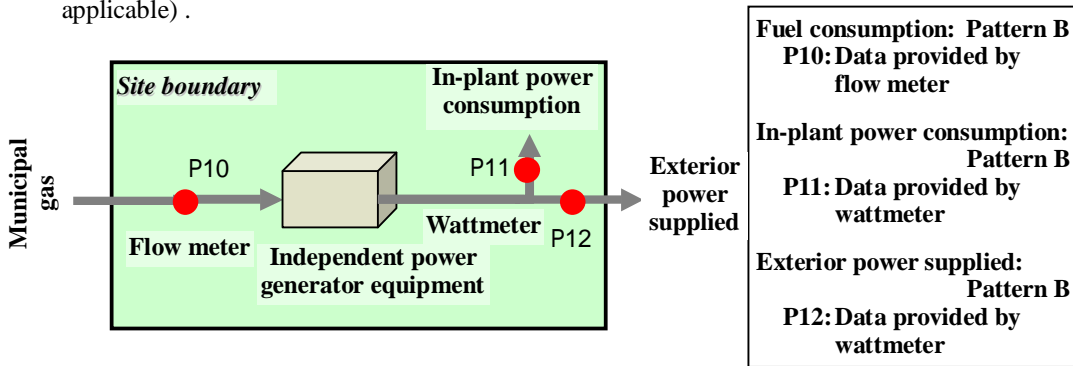 applicable) .
Site boundary
In-plant power
consumption
Municipal
gas
P10
P11
P12
Flow meter
Independent power
generator equipment
Wattmeter
Exterior
power
supplied
Fuel consumption: Pattern B
P10: Data provided by
flow meter
In-plant power consumption:
Pattern B
P11: Data provided by
wattmeter
Exterior power supplied:
Pattern B
P12: Data provided by
wattmeter